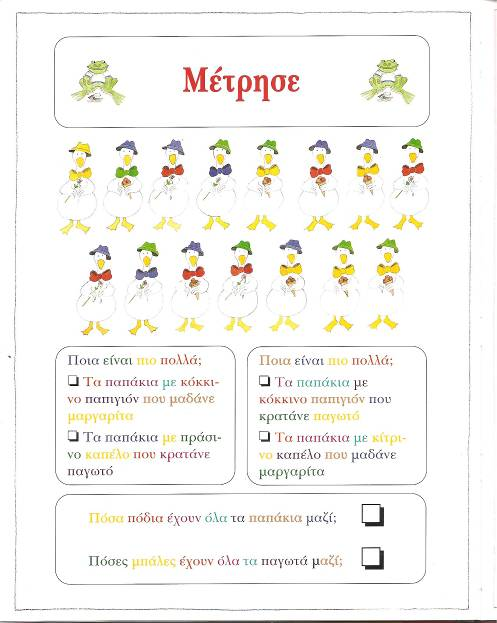 Μέτρησε
Ποια είναι πιο πολλά;
Τα παπάκια με κόκκι-
νο παπιγιόν που μαδάνε
μαργαρίτα
Τα παπάκια με πράσι-
νο καπέλο που κρατάνε
παγωτό
Ποια είναι πιο πολλά;
Τα παπάκια με
κόκκινο παπιγιόν που
κρατάνε παγωτό
Τα παπάκια με κίτρι-
νο καπέλο που μαδάνε
μαργαρίτα
Πόσα πόδια έχουν όλα τα παπάκια μαζί;
Πόσες μπάλες έχουν όλα τα παγωτά μαζί;